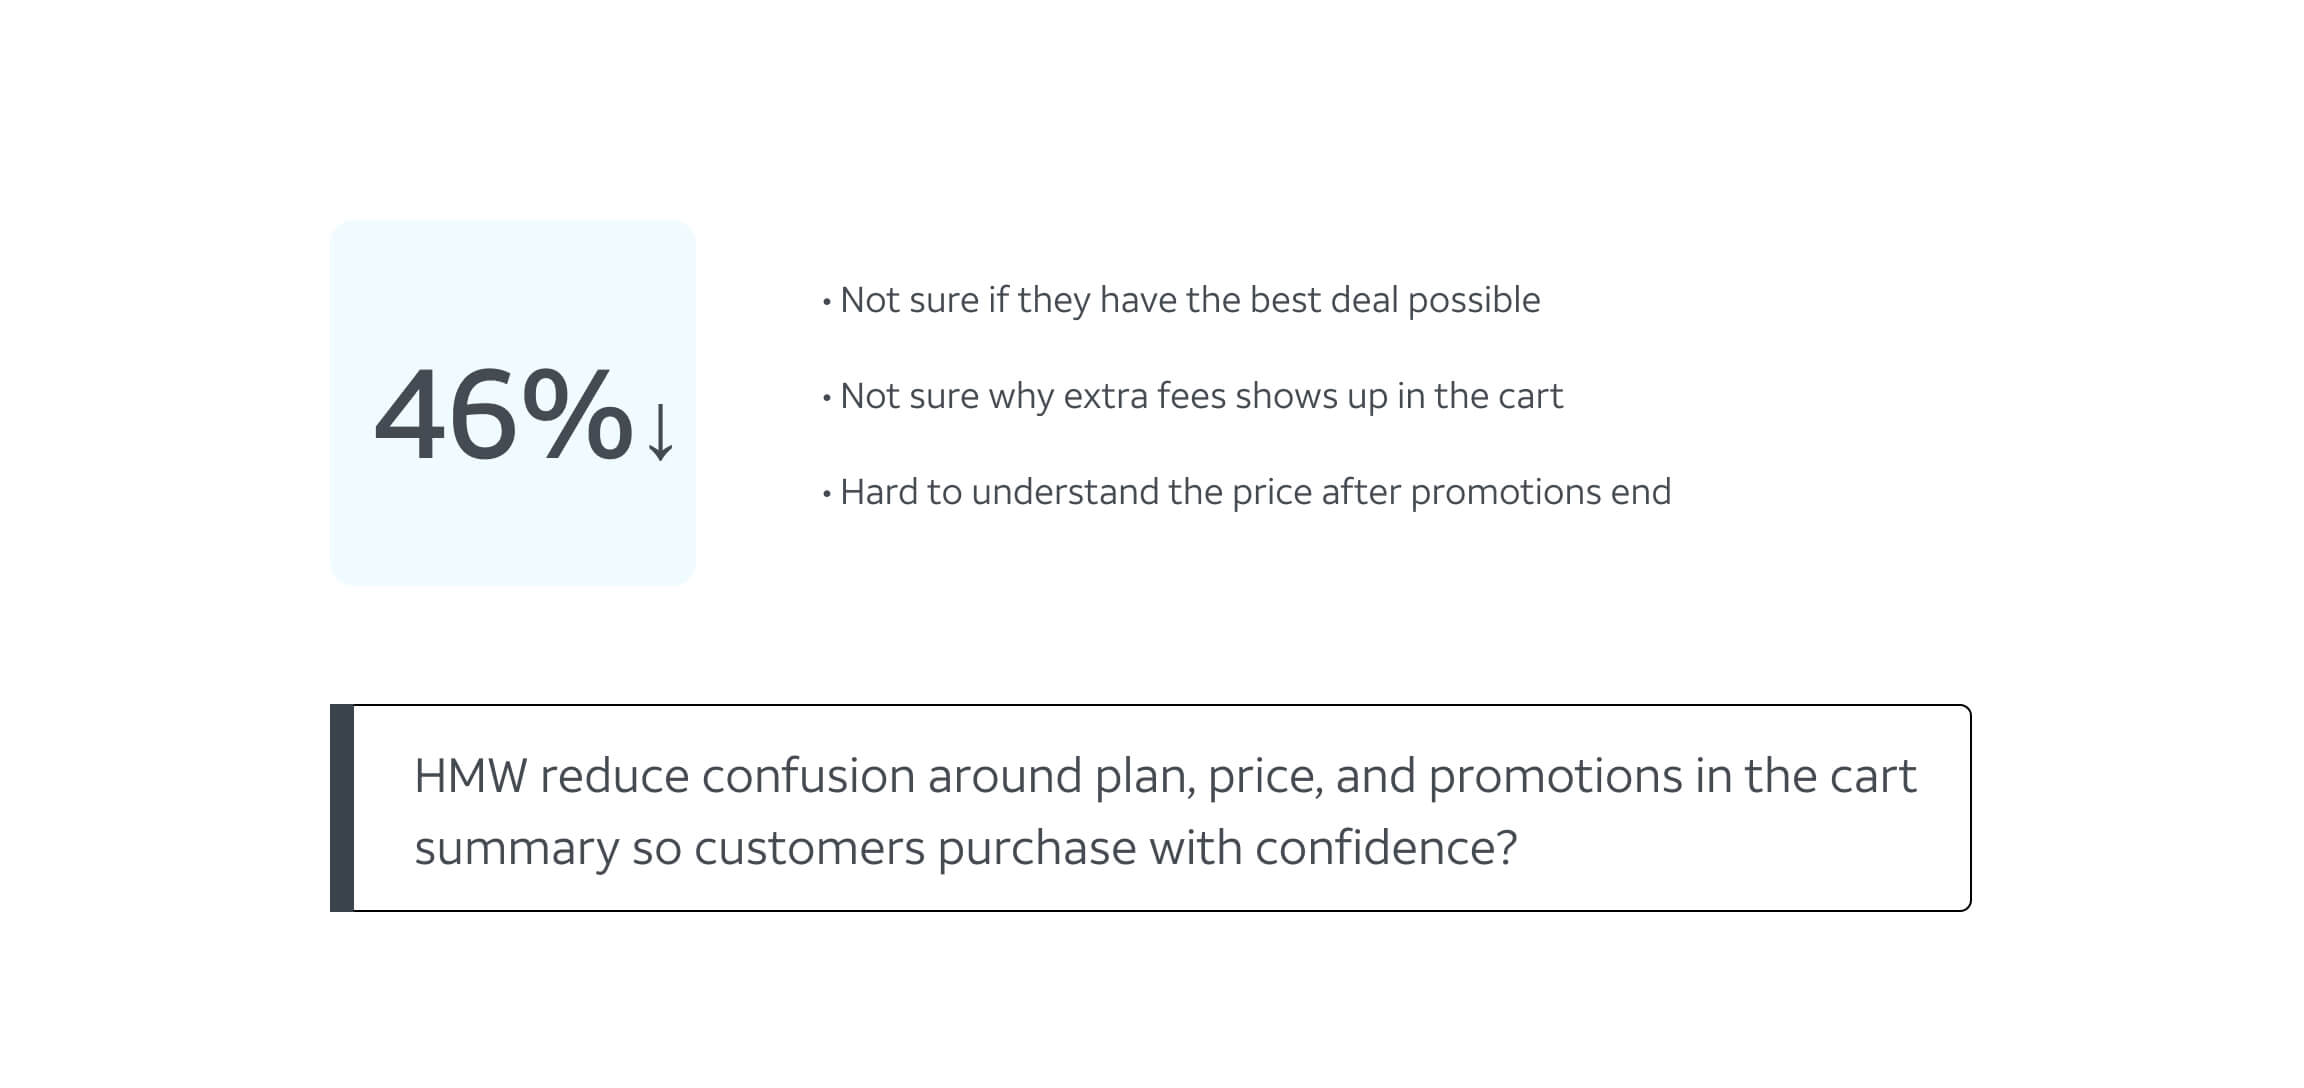 46%↓
• Not sure if they have the best deal possible
• Not sure why extra fees shows up in the cart
• Hard to understand the price after promotions end
HMW reduce confusion around plan, price, and promotions in the cart
summary so customers purchase with confidence?